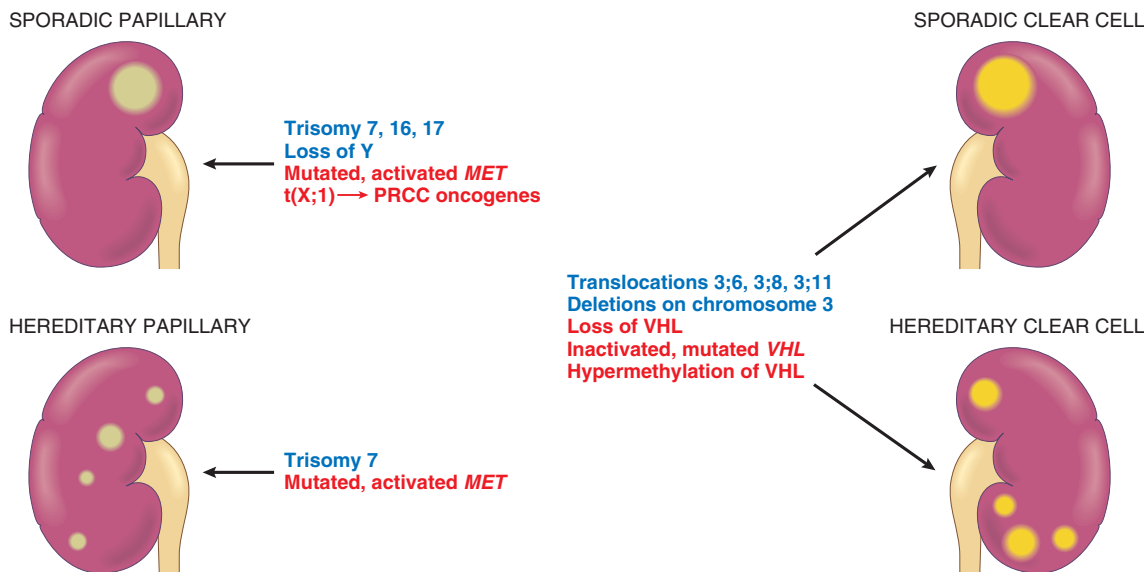 SPORADIC PAPILLARY
Trisomy 7, 16, 17
Loss of Y
Mutated, activated MET
t(X;1) → PRCC oncogenes
SPORADIC CLEAR CELL
Translocations 3;6, 3;8, 3;11
Deletions on chromosome 3
Loss of VHL
Inactivated, mutated VHL
Hypermethylation of VHL
HEREDITARY PAPILLARY
Trisomy 7
Mutated, activated MET
HEREDITARY CLEAR CELL